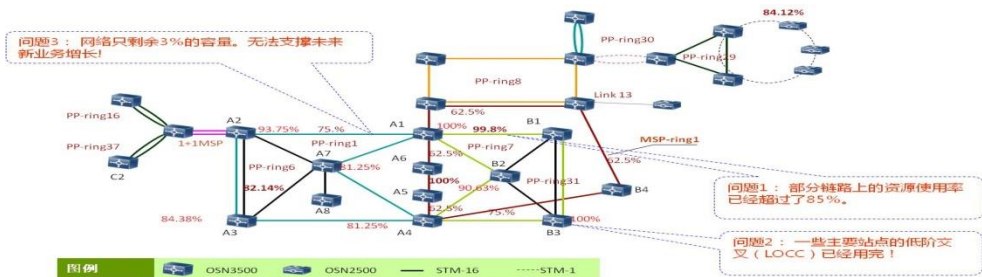 84.12%
问题3： 网络只剩余3%的容量。无法支撑未来
新业务增长!
PP-ring30
PP-ring29
PP-ring8
Link 13
62.5%
PP-ring16
A2
93.75%
75.%
A1
100%
99.8%
B1
MSP-ring1
1+1MSP
PP-ring1
PP-ring7
PP-ring37
A7
A6
62.5%
B2
62.5%
PP-ring6
81.25%
C2
82.14%
100%
PP-ring31
A5
90.63%
B4
问题1： 部分链路上的资源使用率
已经超过了85%。
A8
62.5%
75.%
84.38%
A3
81.25%
A4
B3
100%
问题2： 一些主要站点的低阶交
叉（LOCC）已经用完！
图例
OSN3500
OSN2500
STM-16
STM-1